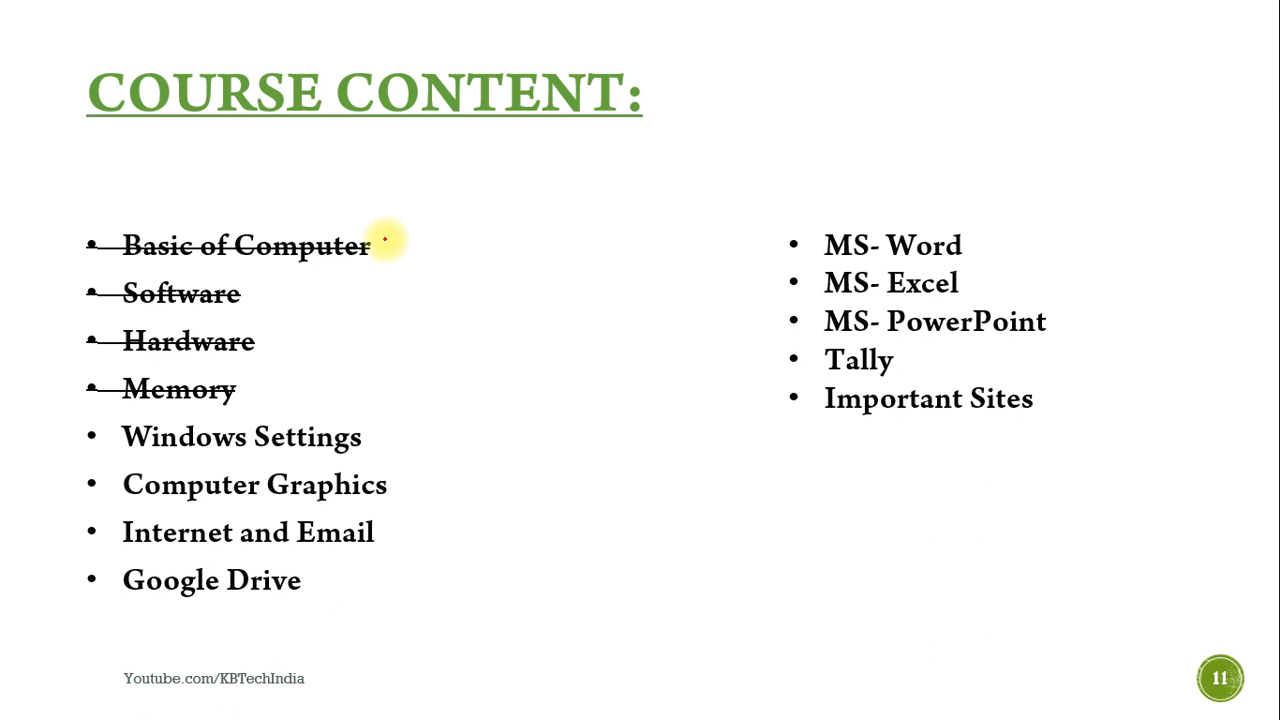 COURSE CONTENT:
• Basic of Computer
• Software
• Hardware
• Memory
• Windows Settings
• Computer Graphics
• Internet and Email
• Google Drive
• MS- Word
• MS- Excel
• MS- PowerPoint
• Tally
• Important Sites
Youtube.com/KBTechIndia
11